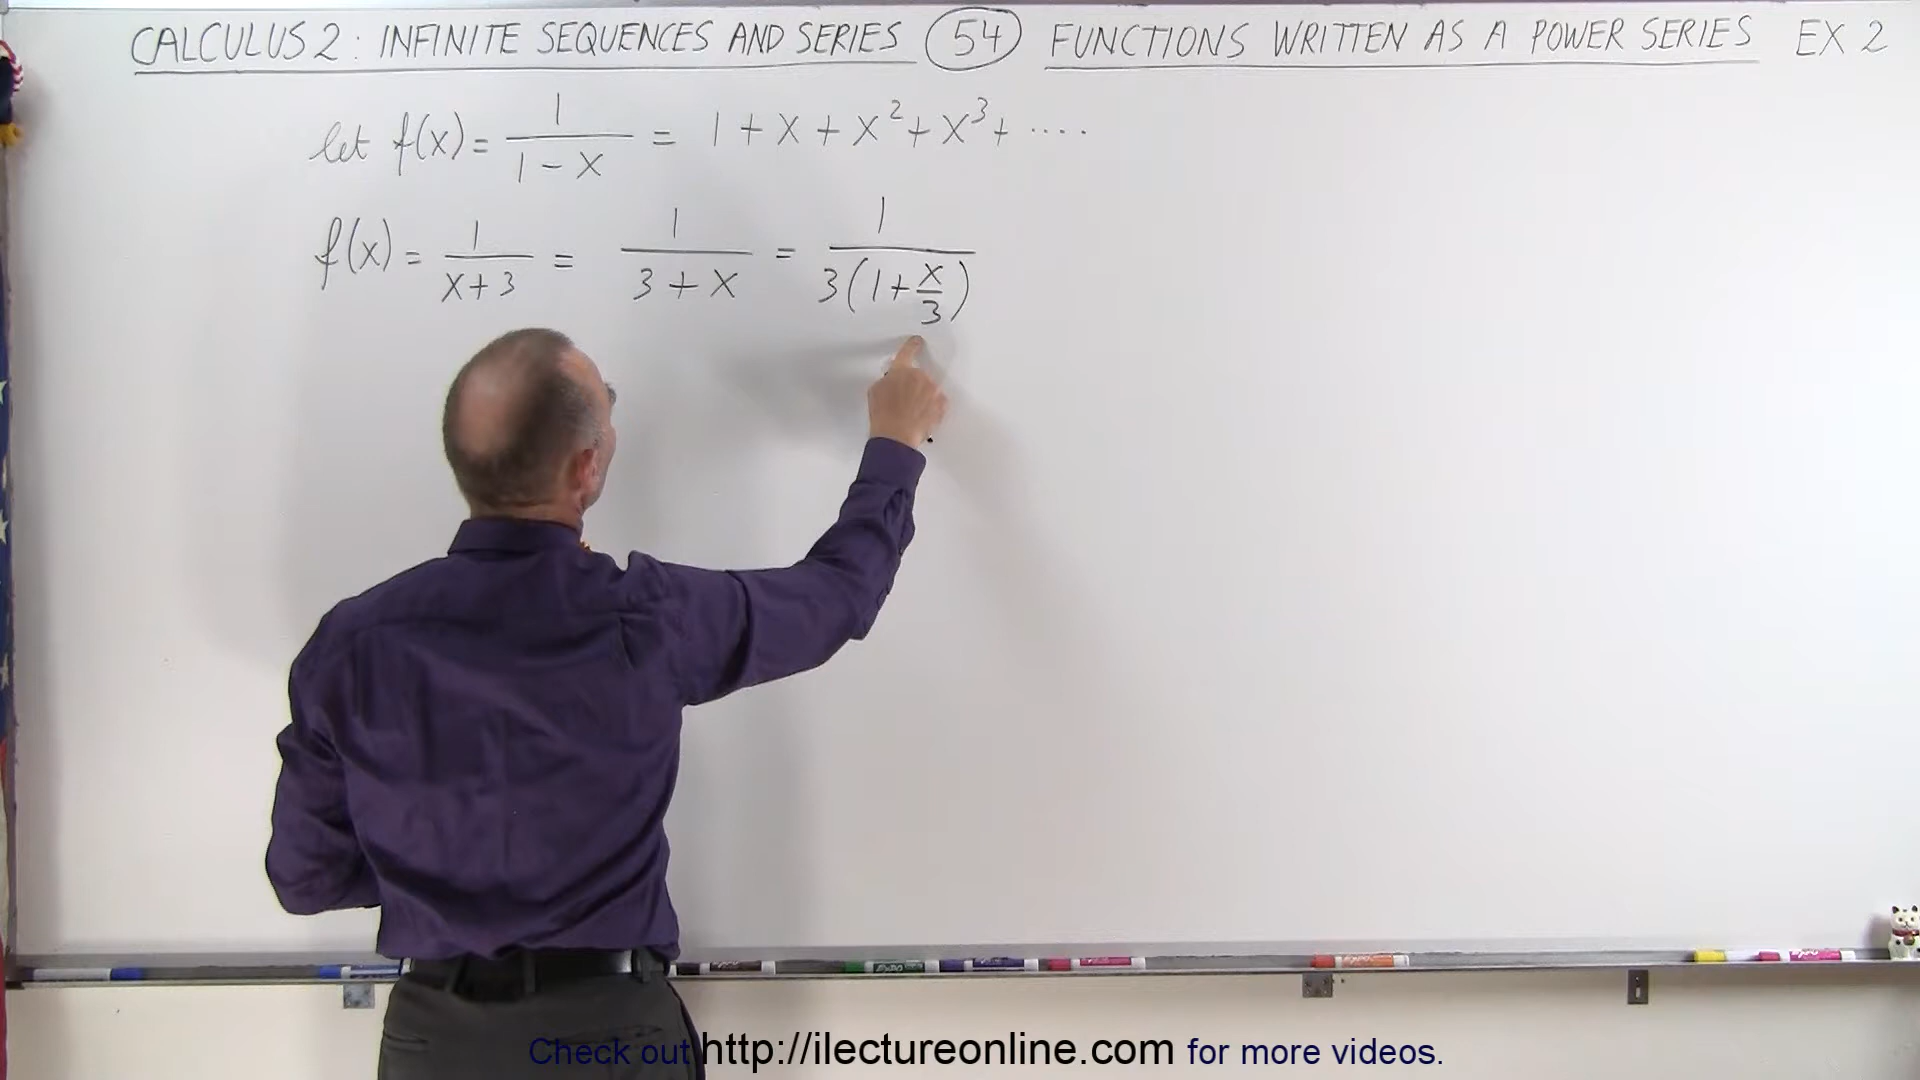 CALCULUS 2: INFINITE SEQUENCES AND SERIES 54 FUNCTIONS WRITTEN AS A POWER SERIES EX 2
let f(x) = 1/(1 - x) = 1 + x + x² + x³ + ....
f(x) = 1/(x+3) = 1/(3 + x) = 1/(3(1 + x/3))
EXPO
Check out http://ilectureonline.com for more videos.